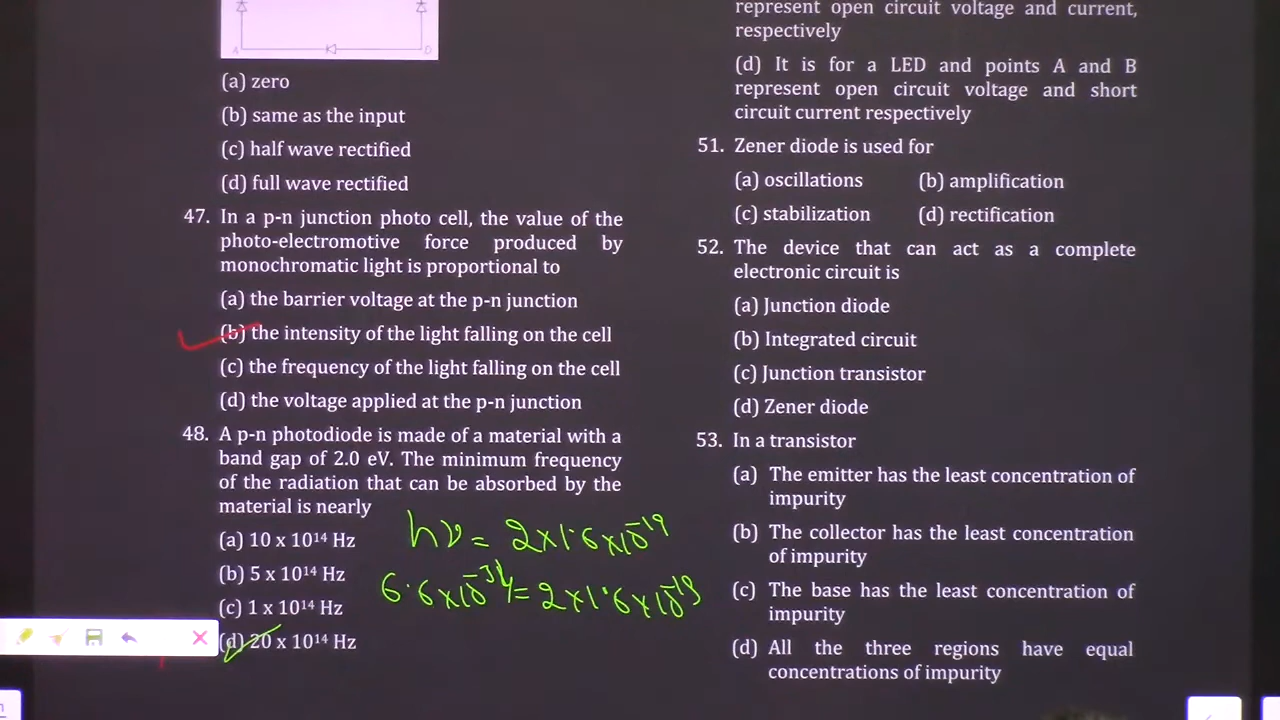 A
D
(a) zero
(b) same as the input
(c) half wave rectified
(d) full wave rectified
47. In a p-n junction photo cell, the value of the
photo-electromotive force produced by
monochromatic light is proportional to
(a) the barrier voltage at the p-n junction
(b) the intensity of the light falling on the cell
(c) the frequency of the light falling on the cell
(d) the voltage applied at the p-n junction
48. A p-n photodiode is made of a material with a
band gap of 2.0 eV. The minimum frequency
of the radiation that can be absorbed by the
material is nearly
(a) 10 x 10¹⁴ Hz
(b) 5 x 10¹⁴ Hz
(c) 1 x 10¹⁴ Hz
(d) 20 x 10¹⁴ Hz
hν = 2×1.6×10⁻¹⁹
represent open circuit voltage and current,
respectively
(d) It is for a LED and points A and B
represent open circuit voltage and short
circuit current respectively
51. Zener diode is used for
(a) oscillations (b) amplification
(c) stabilization (d) rectification
52. The device that can act as a complete
electronic circuit is
(a) Junction diode
(b) Integrated circuit
(c) Junction transistor
(d) Zener diode
53. In a transistor
(a) The emitter has the least concentration of
impurity
(b) The collector has the least concentration
of impurity
(c) The base has the least concentration of
impurity
(d) All the three regions have equal
concentrations of impurity